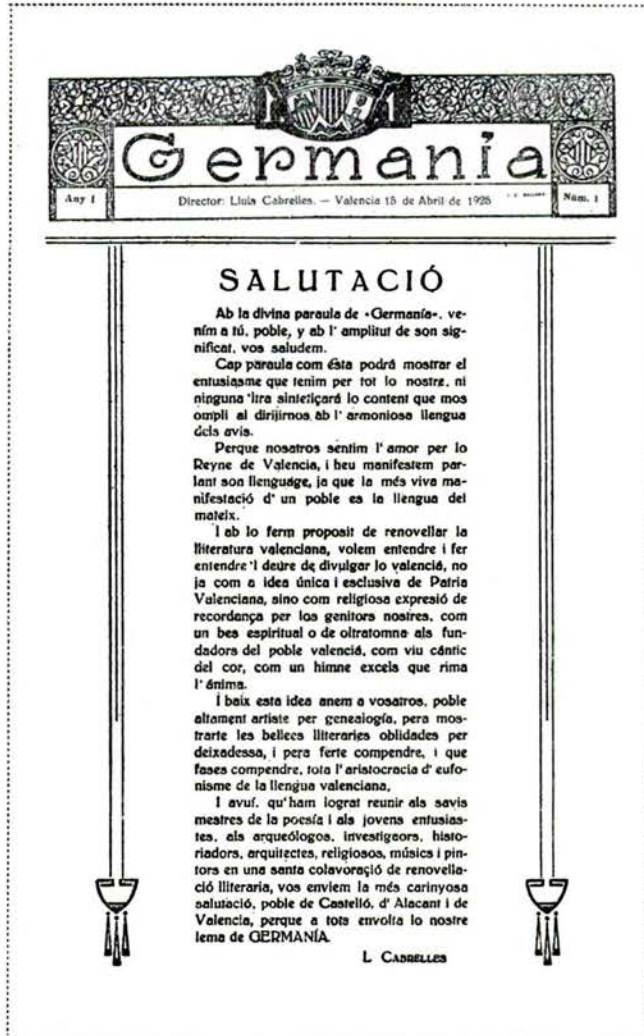 Germanía
Any I
Director: Lluis Cabrelles. — Valencia 15 de Abril de 1925
Núm. 1
SALUTACIÓ
Ab la divina paraula de «Germanía», ve-
ním a tú, poble, y ab l' amplitut de son sig-
nificat, vos saludem.
Cap paraula com ésta podrá mostrar el
entusiasme que tenim per tot lo nostre, ni
ninguna 'ltra sinteticará lo content que mos
ompli al dirijirnos ab l' armoniosa llengua
dels avis.
Perque nosatros sentim l' amor per lo
Reyne de Valencia, i heu manifestem par-
lant son llenguage, ja que la més viva ma-
nifestació d' un poble es la llengua del
mateix.
I ab lo ferm proposit de renovellar la
lliteratura valenciana, volem entendre i fer
entendre 'l deure de divulgar lo valenciá, no
ja com a idea única i esclusiva de Patria
Valenciana, sino com religiosa expresió de
recordança per los genitors nostres, com
un bes espiritual o de oltratomna als fun-
dadors del poble valenciá, com viu cántic
del cor, com un himne excels que rima
l' ánima.
I baix esta idea anem a vosatros, poble
altament artiste per genealogía, pera mos-
trarte les bellees lliteraries oblidades per
deixadessa, i pera ferte compendre, i que
fases compendre, tota l' aristocracia d' eufo-
nisme de la llengua valenciana.
I avuí, qu' ham lograt reunir als savis
mestres de la poesía i als jovens entusias-
tes, als arqueólogos, investigaors, histo-
riadors, arquitectes, religiosos, músics i pin-
tors en una santa colavoració de renovella-
ció lliteraria, vos enviem la més carinyosa
salutació, poble de Castelló, d' Alacant i de
Valencia, perque a tots envolta lo nostre
lema de GERMANÍA.
L CABRELLES